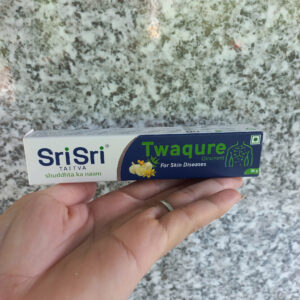 Sri Sri®
TATTVA
shuddhta ka naam
Twaqure
Ointment
For Skin Diseases